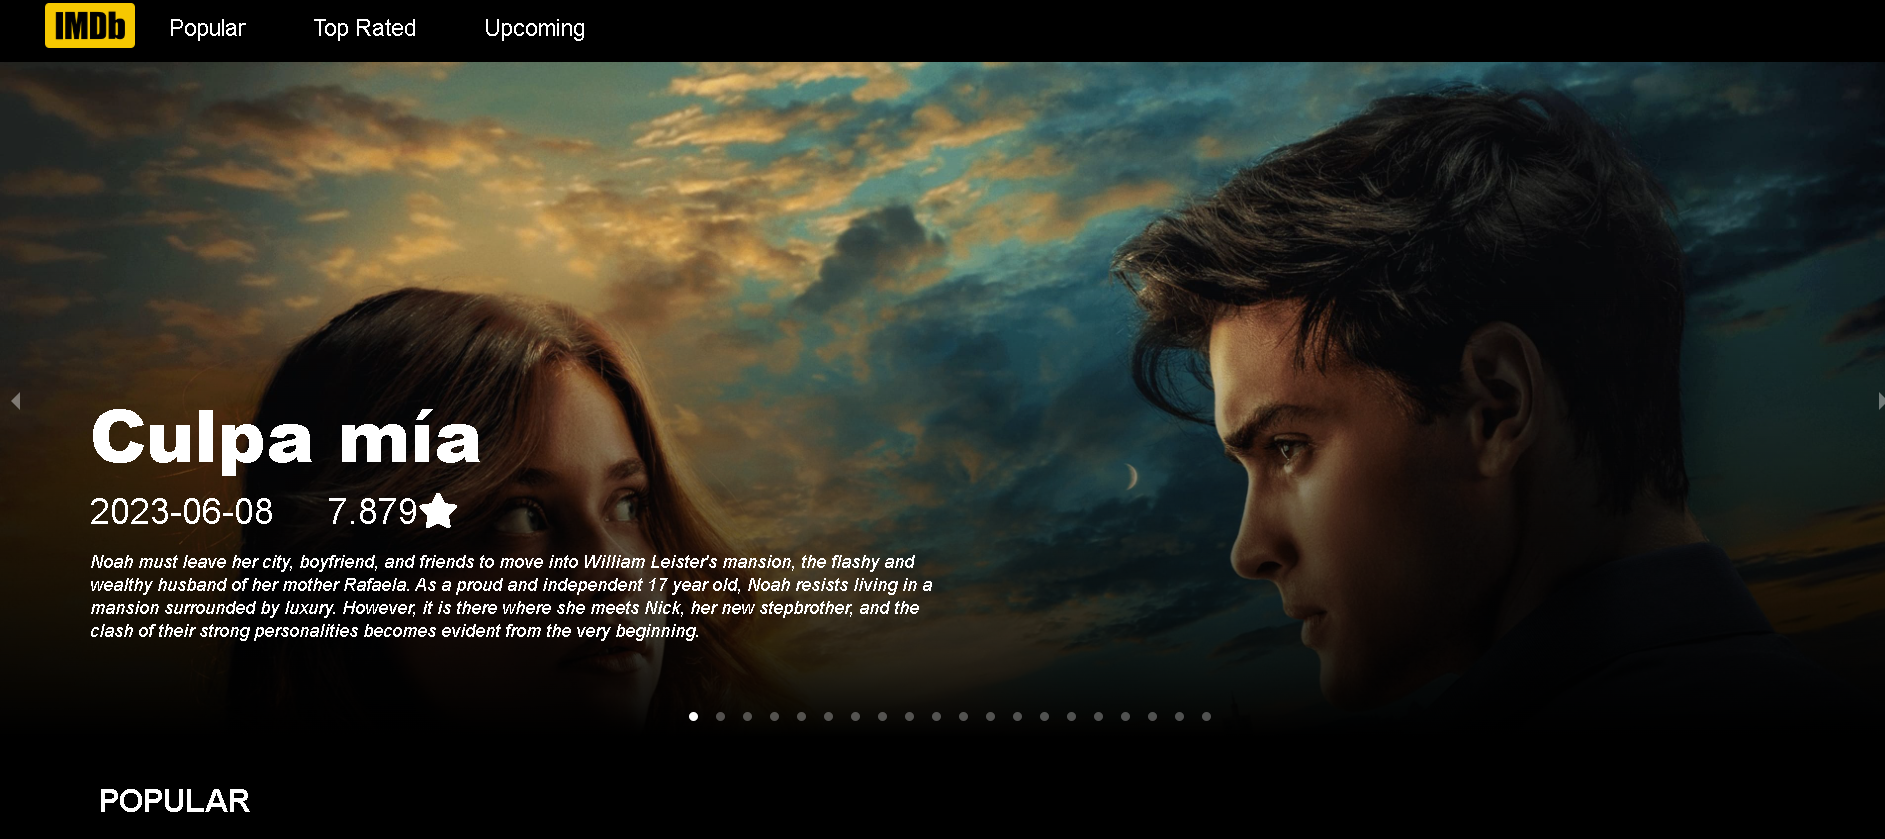 IMDb Popular Top Rated Upcoming
Culpa mía
2023-06-08 7.879
Noah must leave her city, boyfriend, and friends to move into William Leister's mansion, the flashy and
wealthy husband of her mother Rafaela. As a proud and independent 17 year old, Noah resists living in a
mansion surrounded by luxury. However, it is there where she meets Nick, her new stepbrother, and the
clash of their strong personalities becomes evident from the very beginning.
POPULAR